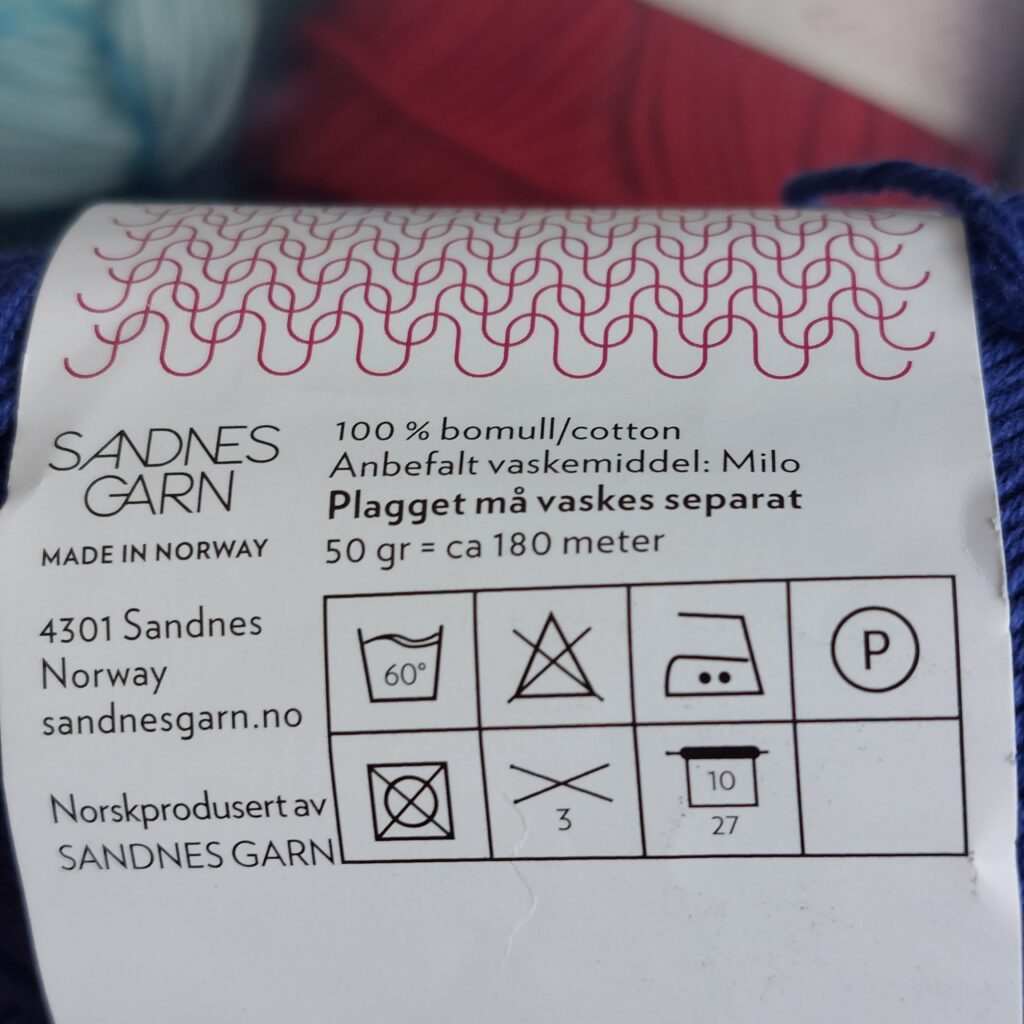 SANDNES
GARN
MADE IN NORWAY
4301 Sandnes
Norway
sandnesgarn.no
Norskprodusert av
SANDNES GARN
100 % bomull/cotton
Anbefalt vaskemiddel: Milo
Plagget må vaskes separat
50 gr = ca 180 meter
60°
P
3
10
27